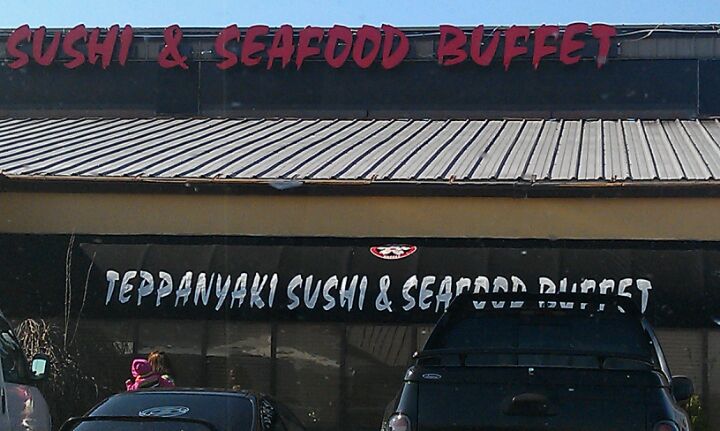 SUSHI & SEAFOOD BUFFET
TEPPANYAKI SUSHI & SEAFOOD BUFFET